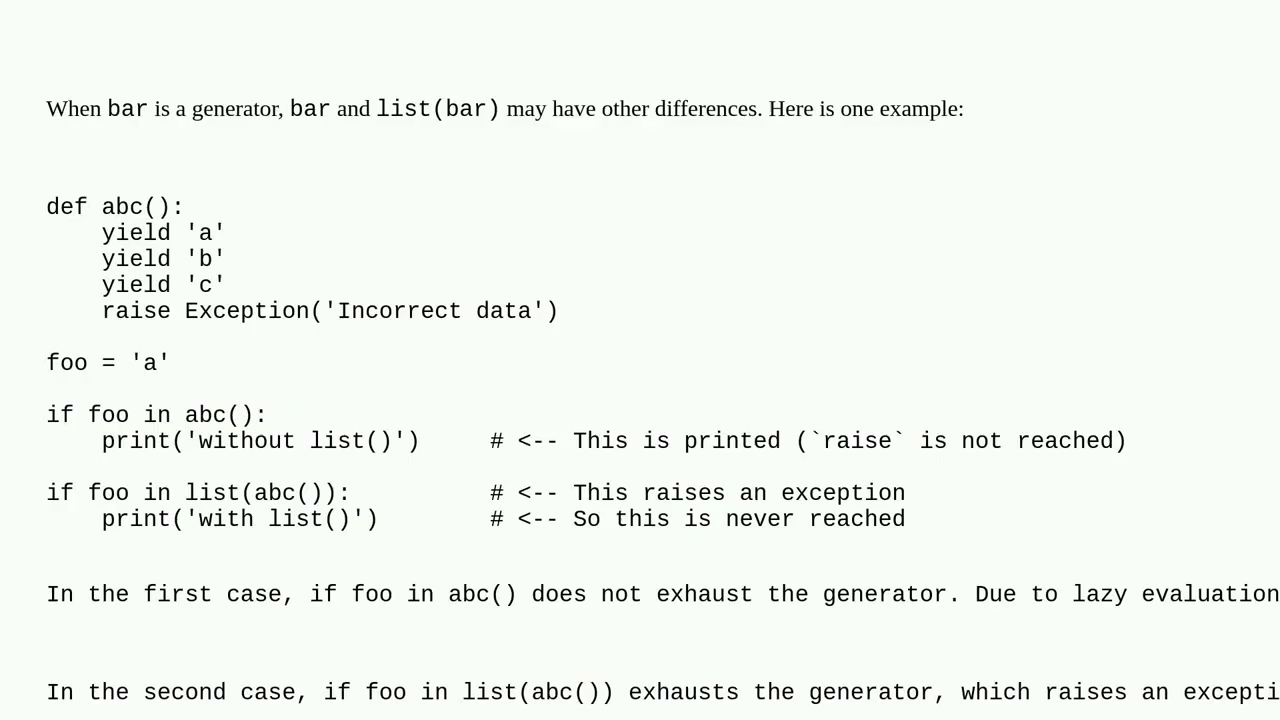 When bar is a generator, bar and list(bar) may have other differences. Here is one example:
def abc():
    yield 'a'
    yield 'b'
    yield 'c'
    raise Exception('Incorrect data')
foo = 'a'
if foo in abc():
    print('without list()')     # <-- This is printed (`raise` is not reached)
if foo in list(abc()):          # <-- This raises an exception
    print('with list()')        # <-- So this is never reached
In the first case, if foo in abc() does not exhaust the generator. Due to lazy evaluation
In the second case, if foo in list(abc()) exhausts the generator, which raises an